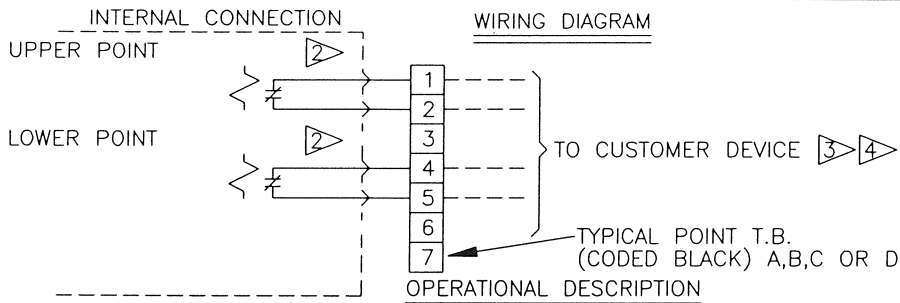 INTERNAL CONNECTION
WIRING DIAGRAM
UPPER POINT
2
1
2
3
LOWER POINT
2
TO CUSTOMER DEVICE 3 4
4
5
6
7
TYPICAL POINT T.B.
(CODED BLACK) A,B,C OR D
OPERATIONAL DESCRIPTION